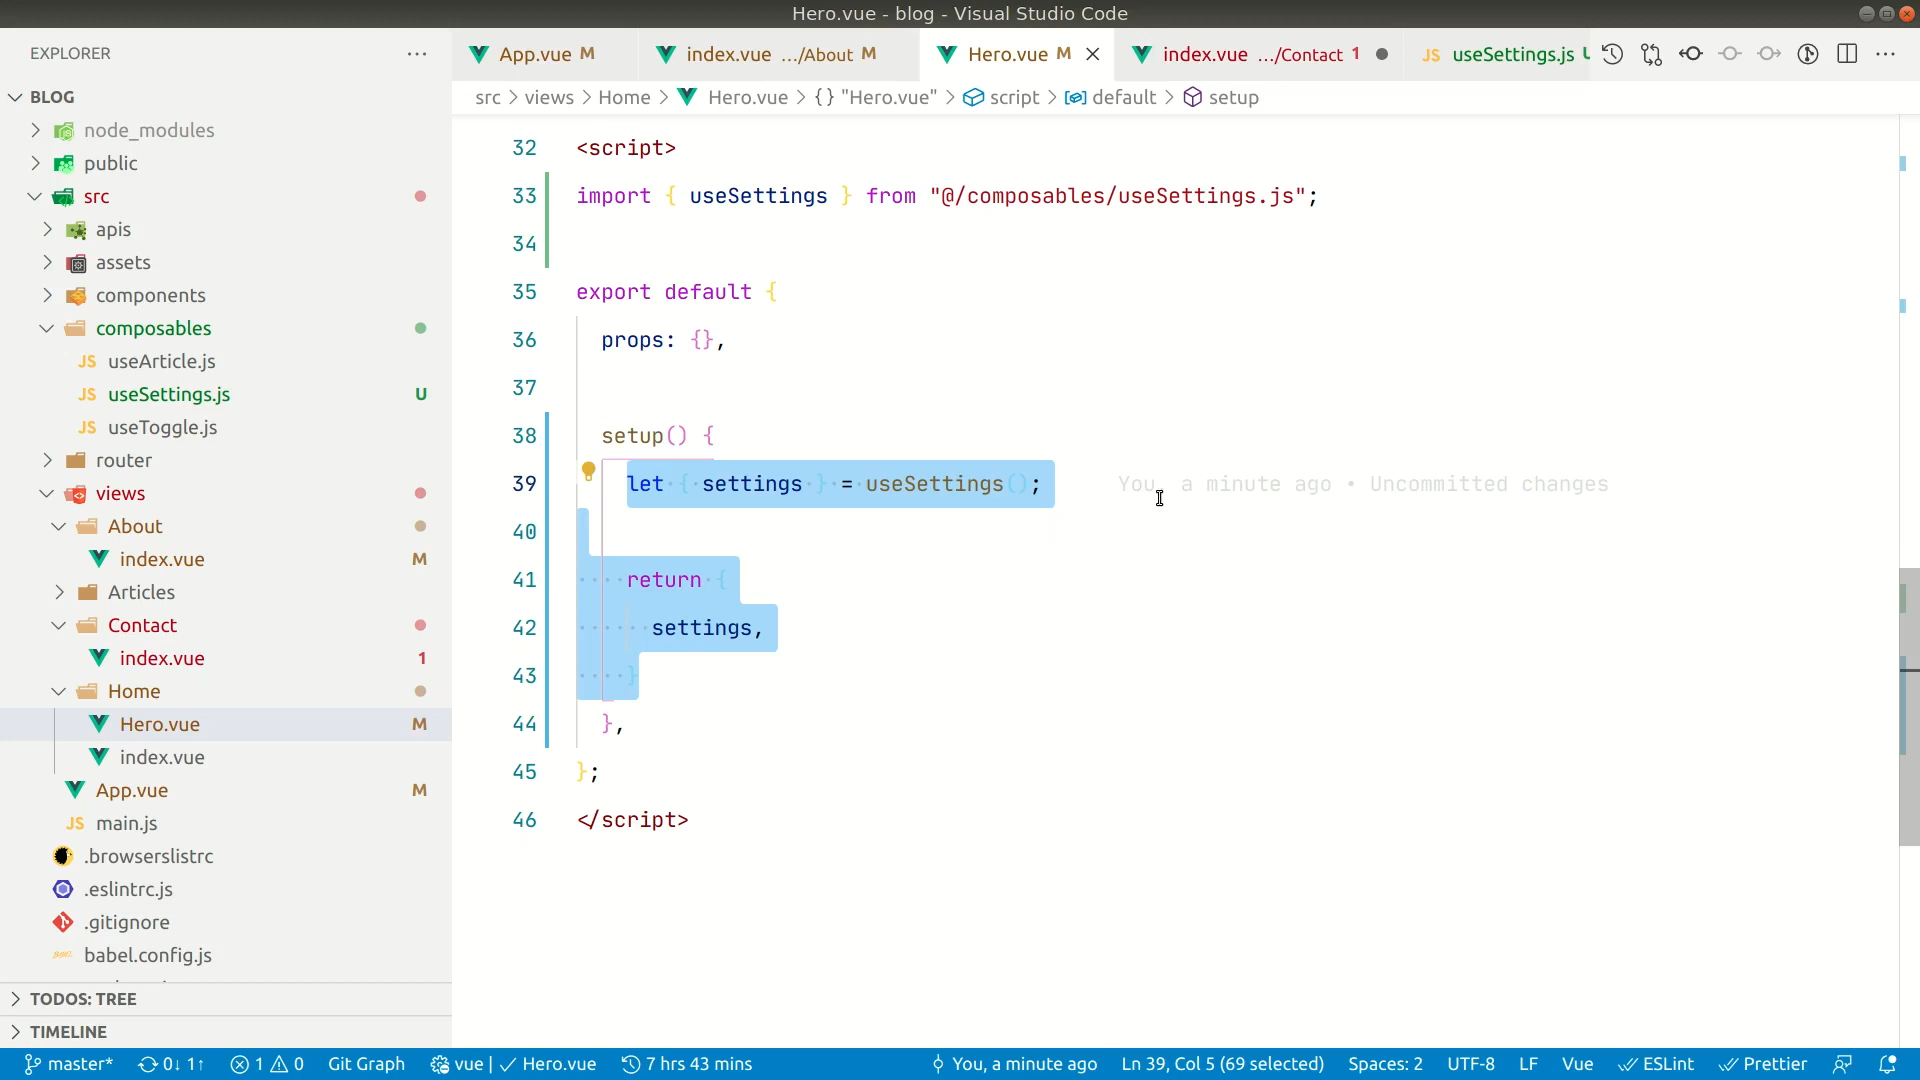 Hero.vue - blog - Visual Studio Code
EXPLORER
App.vue M
index.vue .../About M
Hero.vue M
index.vue .../Contact 1
JS useSettings.js U
BLOG
src > views > Home > Hero.vue > {} "Hero.vue" > script > default > setup
node_modules
public
src
apis
assets
components
composables
JS useArticle.js
JS useSettings.js U
JS useToggle.js
router
views
About
index.vue M
Articles
Contact
index.vue 1
Home
Hero.vue M
index.vue
App.vue M
JS main.js
.browserslistrc
.eslintrc.js
.gitignore
babel.config.js
TODOS: TREE
TIMELINE
32 <script>
33 import { useSettings } from "@/composables/useSettings.js";
34
35 export default {
36 props: {},
37
38 setup() {
39 let { settings } = useSettings(); You, a minute ago • Uncommitted changes
40
41 return {
42 settings,
43 }
44 },
45 };
46 </script>
master* 0↓ 1↑ 1 0 Git Graph vue | ✓ Hero.vue 7 hrs 43 mins You, a minute ago Ln 39, Col 5 (69 selected) Spaces: 2 UTF-8 LF Vue ESLint Prettier